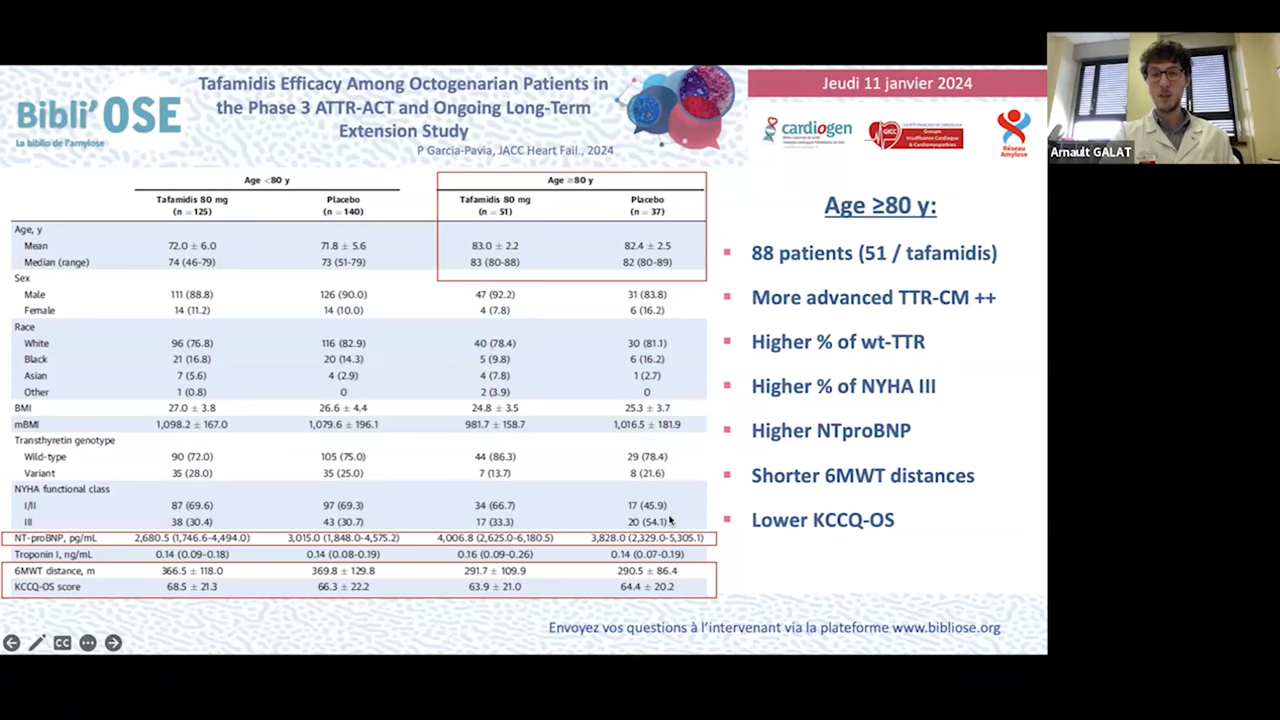 Bibli'OSE
La biblio de l'amylose
Tafamidis Efficacy Among Octogenarian Patients in
the Phase 3 ATTR-ACT and Ongoing Long-Term
Extension Study
P Garcia-Pavia, JACC Heart Fail., 2024
Jeudi 11 janvier 2024
cardiogen
GICC
Groupe
Insuffisance Cardiaque
& Cardiomyopathies
Réseau
Amylose
Arnault GALAT
Age <80 y Age ≥80 y
Tafamidis 80 mg Placebo Tafamidis 80 mg Placebo
(n = 125) (n = 140) (n = 51) (n = 37)
Age, y
Mean 72.0 ± 6.0 71.8 ± 5.6 83.0 ± 2.2 82.4 ± 2.5
Median (range) 74 (46-79) 73 (51-79) 83 (80-88) 82 (80-89)
Sex
Male 111 (88.8) 126 (90.0) 47 (92.2) 31 (83.8)
Female 14 (11.2) 14 (10.0) 4 (7.8) 6 (16.2)
Race
White 96 (76.8) 116 (82.9) 40 (78.4) 30 (81.1)
Black 21 (16.8) 20 (14.3) 5 (9.8) 6 (16.2)
Asian 7 (5.6) 4 (2.9) 4 (7.8) 1 (2.7)
Other 1 (0.8) 0 2 (3.9) 0
BMI 27.0 ± 3.8 26.6 ± 4.4 24.8 ± 3.5 25.3 ± 3.7
mBMI 1,098.2 ± 167.0 1,079.6 ± 196.1 981.7 ± 158.7 1,016.5 ± 181.9
Transthyretin genotype
Wild-type 90 (72.0) 105 (75.0) 44 (86.3) 29 (78.4)
Variant 35 (28.0) 35 (25.0) 7 (13.7) 8 (21.6)
NYHA functional class
I/II 87 (69.6) 97 (69.3) 34 (66.7) 17 (45.9)
III 38 (30.4) 43 (30.7) 17 (33.3) 20 (54.1)
NT-proBNP, pg/mL 2,680.5 (1,746.6-4,494.0) 3,015.0 (1,848.0-4,575.2) 4,006.8 (2,625.0-6,180.5) 3,828.0 (2,329.0-5,305.1)
Troponin I, ng/mL 0.14 (0.09-0.18) 0.14 (0.08-0.19) 0.16 (0.09-0.26) 0.14 (0.07-0.19)
6MWT distance, m 366.5 ± 118.0 369.8 ± 129.8 291.7 ± 109.9 290.5 ± 86.4
KCCQ-OS score 68.5 ± 21.3 66.3 ± 22.2 63.9 ± 21.0 64.4 ± 20.2
Age ≥80 y:
88 patients (51 / tafamidis)
More advanced TTR-CM ++
Higher % of wt-TTR
Higher % of NYHA III
Higher NTproBNP
Shorter 6MWT distances
Lower KCCQ-OS
Envoyez vos questions à l'intervenant via la plateforme www.bibliose.org
CC